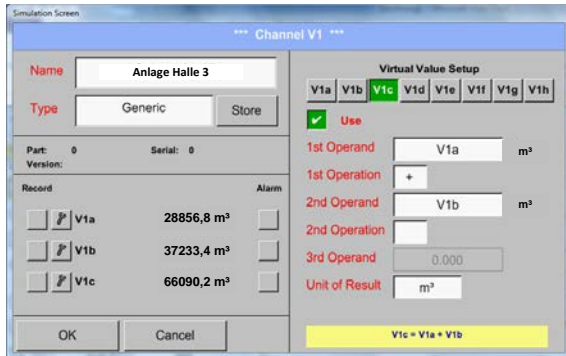 Simulation Screen
*** Channel V1 ***
Name
Anlage Halle 3
Type
Generic
Store
Part: 0
Serial: 0
Version:
Record
Alarm
V1a
28856,8 m³
V1b
37233,4 m³
V1c
66090,2 m³
OK
Cancel
Virtual Value Setup
V1a V1b V1c V1d V1e V1f V1g V1h
Use
1st Operand
V1a
m³
1st Operation
+
2nd Operand
V1b
m³
2nd Operation
3rd Operand
0.000
Unit of Result
m³
V1c = V1a + V1b